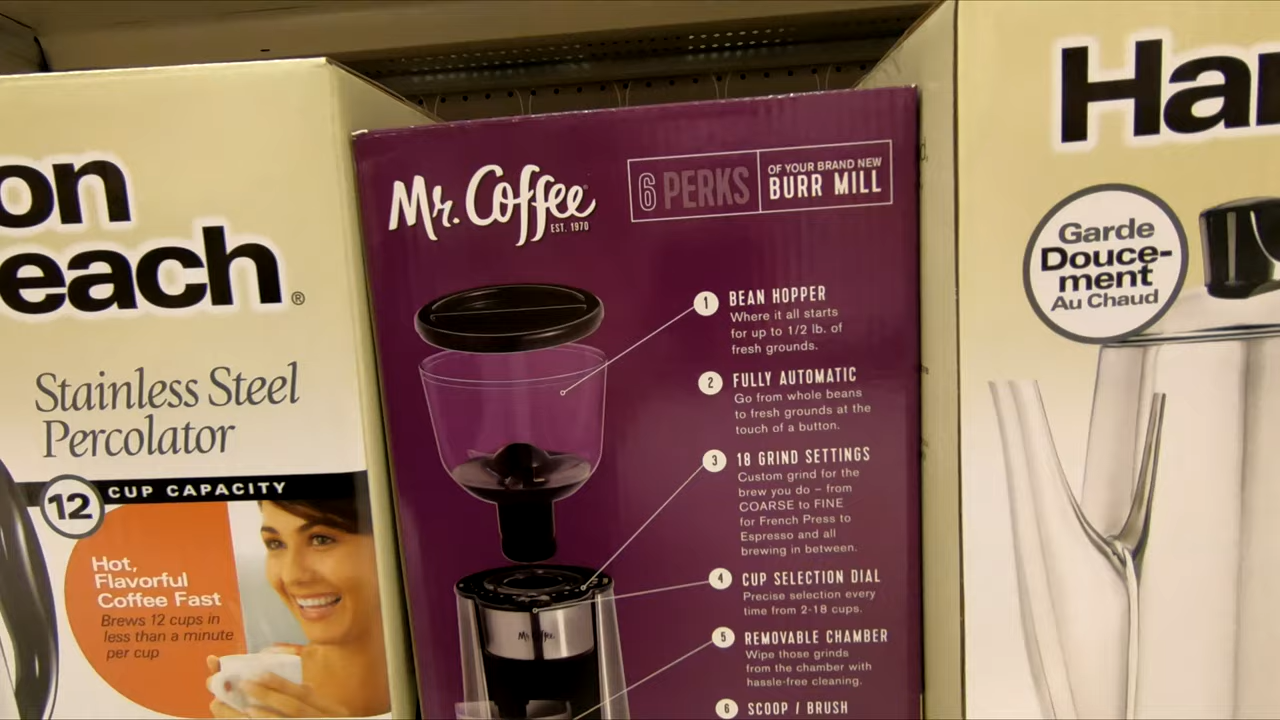 on
each®
Stainless Steel
Percolator
12 CUP CAPACITY
Hot,
Flavorful
Coffee Fast
Brews 12 cups in
less than a minute
per cup
Mr. Coffee
EST. 1970
6 PERKS
OF YOUR BRAND NEW
BURR MILL
1 BEAN HOPPER
Where it all starts
for up to 1/2 lb. of
fresh grounds.
2 FULLY AUTOMATIC
Go from whole beans
to fresh grounds at the
touch of a button.
3 18 GRIND SETTINGS
Custom grind for the
brew you do – from
COARSE to FINE
for French Press to
Espresso and all
brewing in between.
4 CUP SELECTION DIAL
Precise selection every
time from 2-18 cups.
5 REMOVABLE CHAMBER
Wipe those grinds
from the chamber with
hassle-free cleaning.
6 SCOOP / BRUSH
Mr. Coffee
Ha
Garde
Douce-
ment
Au Chaud